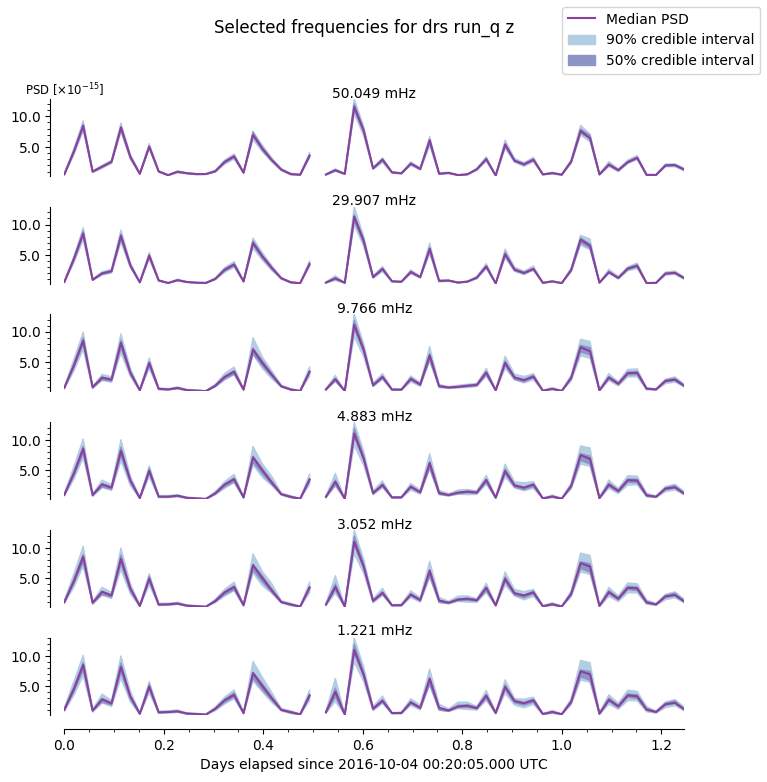 Selected frequencies for drs run_q z
Median PSD
90% credible interval
50% credible interval
PSD [×10⁻¹⁵]
50.049 mHz
10.0
5.0
29.907 mHz
10.0
5.0
9.766 mHz
10.0
5.0
4.883 mHz
10.0
5.0
3.052 mHz
10.0
5.0
1.221 mHz
10.0
5.0
0.0 0.2 0.4 0.6 0.8 1.0 1.2
Days elapsed since 2016-10-04 00:20:05.000 UTC